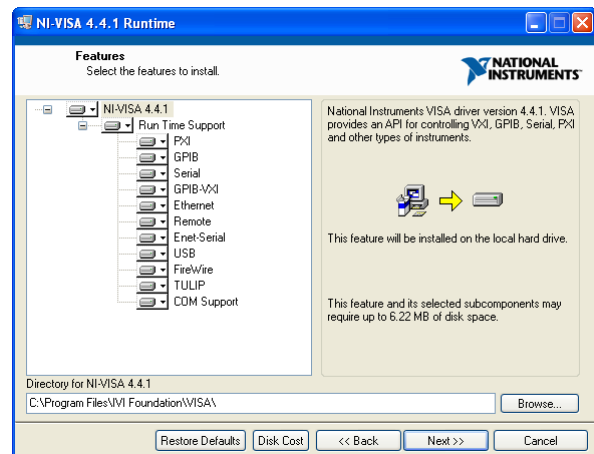 NI-VISA 4.4.1 Runtime
Features
Select the features to install.
NATIONAL
INSTRUMENTS™
NI-VISA 4.4.1
Run Time Support
PXI
GPIB
Serial
GPIB-VXI
Ethernet
Remote
Enet-Serial
USB
FireWire
TULIP
COM Support
National Instruments VISA driver version 4.4.1. VISA
provides an API for controlling VXI, GPIB, Serial, PXI
and other types of instruments.
This feature will be installed on the local hard drive.
This feature and its selected subcomponents may
require up to 6.22 MB of disk space.
Directory for NI-VISA 4.4.1
C:\Program Files\IVI Foundation\VISA\
Browse...
Restore Defaults
Disk Cost
<< Back
Next >>
Cancel